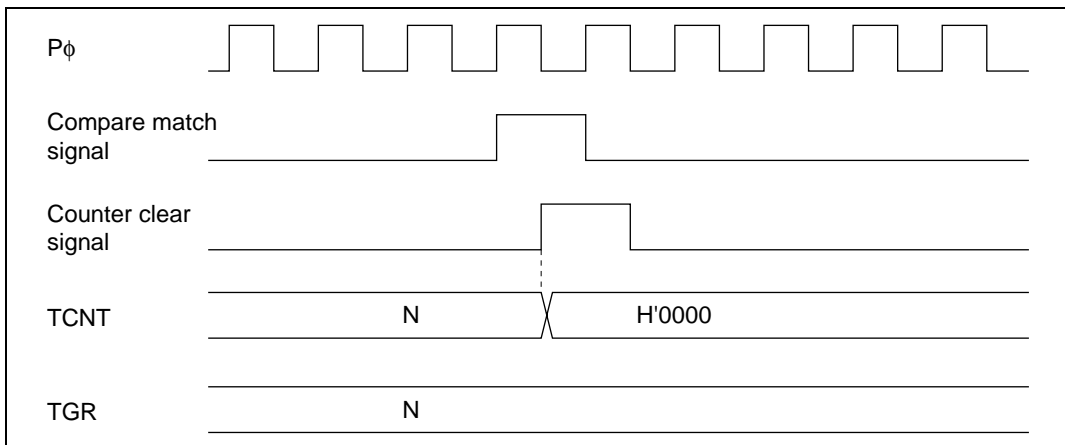 Pϕ
Compare match
signal
Counter clear
signal
TCNT
N
H'0000
TGR
N